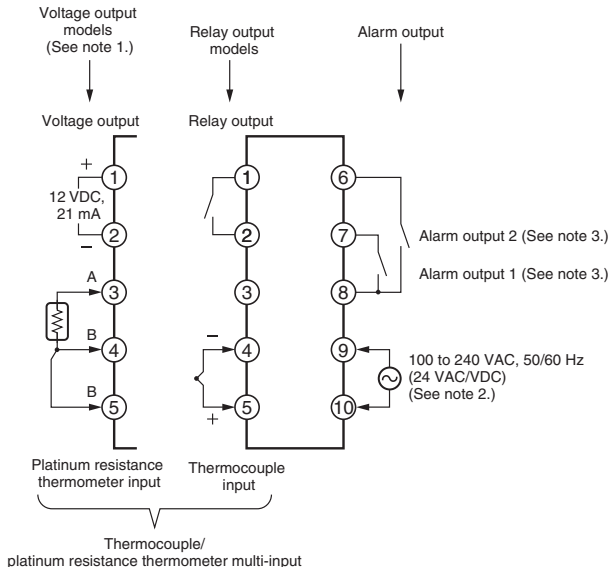 Voltage output
models
(See note 1.)
Relay output
models
Alarm output
Voltage output
Relay output
+
12 VDC,
21 mA
−
A
B
B
1
2
3
4
5
1
2
3
4
5
−
+
6
7
8
9
10
Alarm output 2 (See note 3.)
Alarm output 1 (See note 3.)
100 to 240 VAC, 50/60 Hz
(24 VAC/VDC)
(See note 2.)
Platinum resistance
thermometer input
Thermocouple
input
Thermocouple/
platinum resistance thermometer multi-input